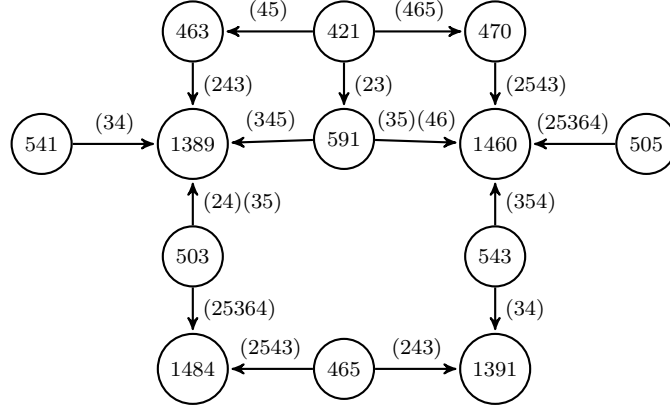 (45) (465)
463 421 470
(243) (23) (2543)
(34) (345) (35)(46) (25364)
541 1389 591 1460 505
(24)(35) (354)
503 543
(25364) (34)
(2543) (243)
1484 465 1391